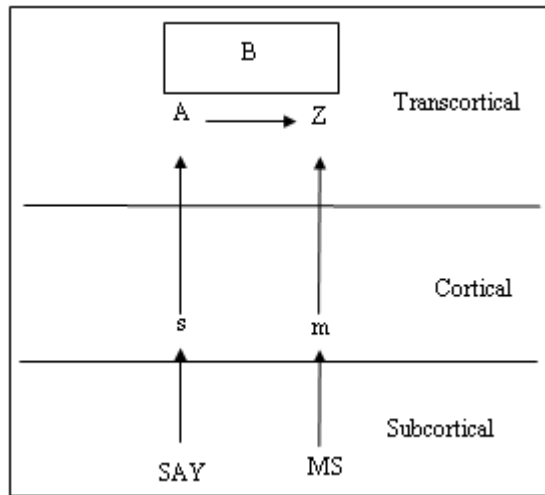 B
A Z
Transcortical
s m
Cortical
SAY MS
Subcortical